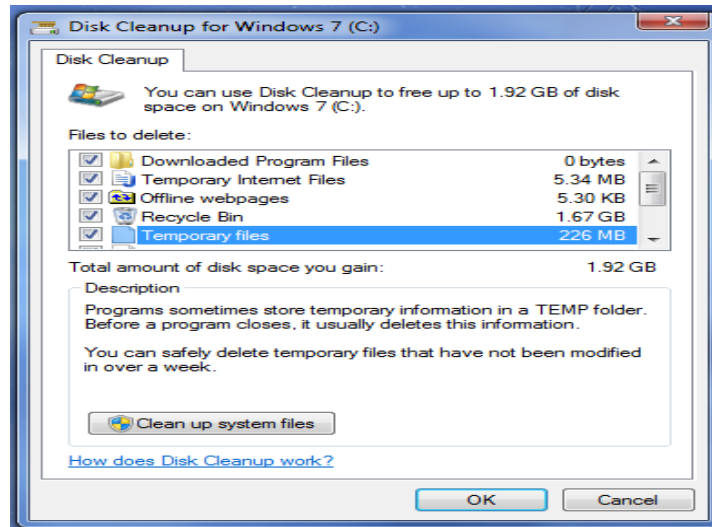 Disk Cleanup for Windows 7 (C:)
Disk Cleanup
You can use Disk Cleanup to free up to 1.92 GB of disk
space on Windows 7 (C:).
Files to delete:
Downloaded Program Files 0 bytes
Temporary Internet Files 5.34 MB
Offline webpages 5.30 KB
Recycle Bin 1.67 GB
Temporary files 226 MB
Total amount of disk space you gain: 1.92 GB
Description
Programs sometimes store temporary information in a TEMP folder.
Before a program closes, it usually deletes this information.
You can safely delete temporary files that have not been modified
in over a week.
Clean up system files
How does Disk Cleanup work?
OK Cancel